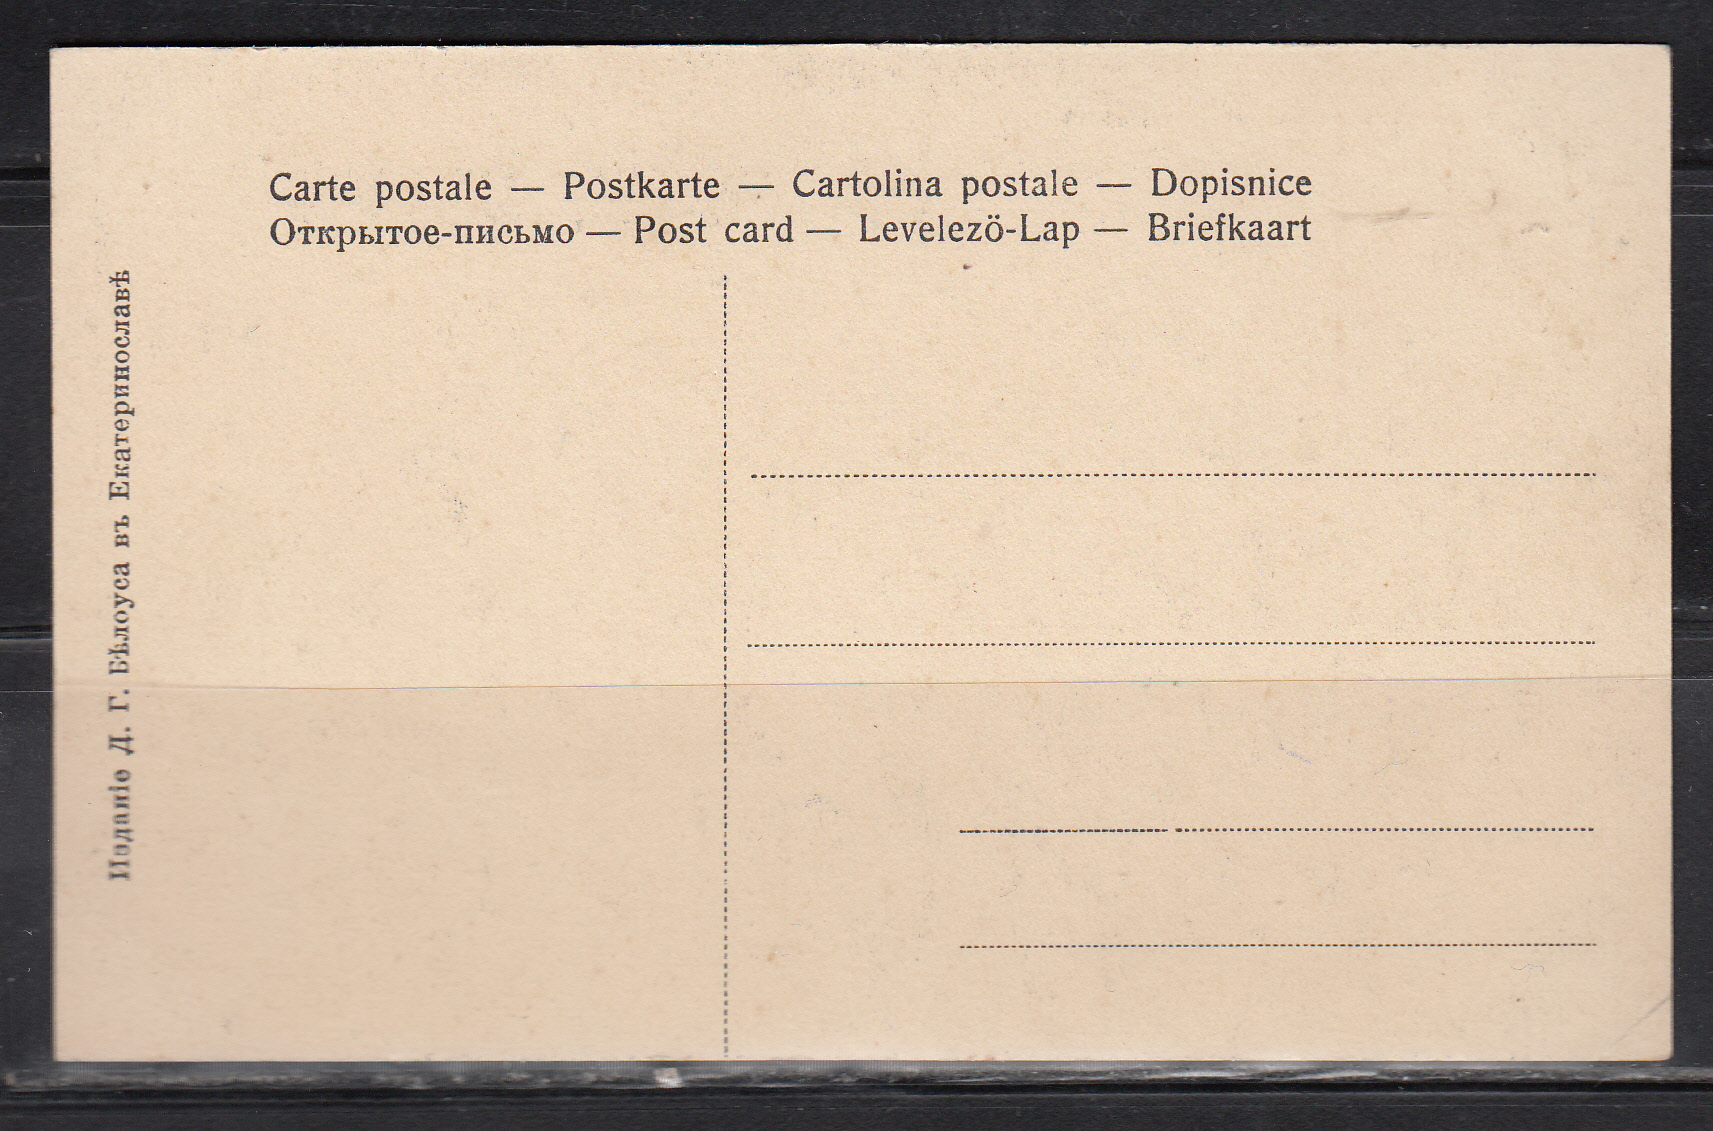 Carte postale — Postkarte — Cartolina postale — Dopisnice
Открытое-письмо — Post card — Levelezö-Lap — Briefkaart
Изданіе Д. Г. Бѣлоуса въ Екатеринославѣ